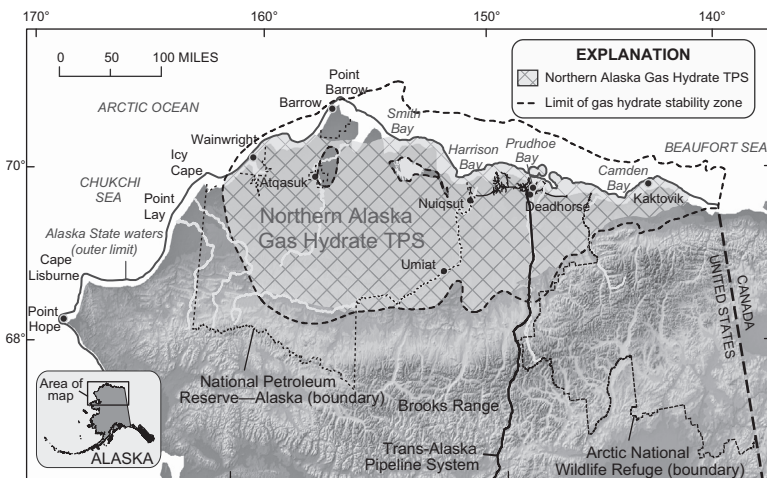 170°
160°
150°
140°
0 50 100 MILES
EXPLANATION
Northern Alaska Gas Hydrate TPS
Limit of gas hydrate stability zone
Point
Barrow
Barrow
ARCTIC OCEAN
Smith
Bay
Wainwright
Harrison
Bay
Prudhoe
Bay
BEAUFORT SEA
Icy
Cape
70°
Camden
Bay
Atqasuk
CHUKCHI
SEA
Nuiqsut
Deadhorse
Kaktovik
Point
Lay
Northern Alaska
Gas Hydrate TPS
Alaska State waters
(outer limit)
Umiat
Cape
Lisburne
CANADA
UNITED STATES
Point
Hope
68°
National Petroleum
Reserve—Alaska (boundary)
Brooks Range
Area of
map
ALASKA
Trans-Alaska
Pipeline System
Arctic National
Wildlife Refuge (boundary)